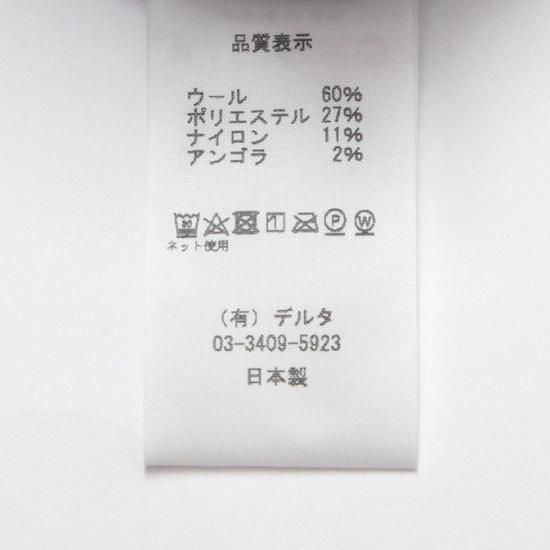 品質表示
ウール 60%
ポリエステル 27%
ナイロン 11%
アンゴラ 2%
30 P W
ネット使用
(有) デルタ
03-3409-5923
日本製